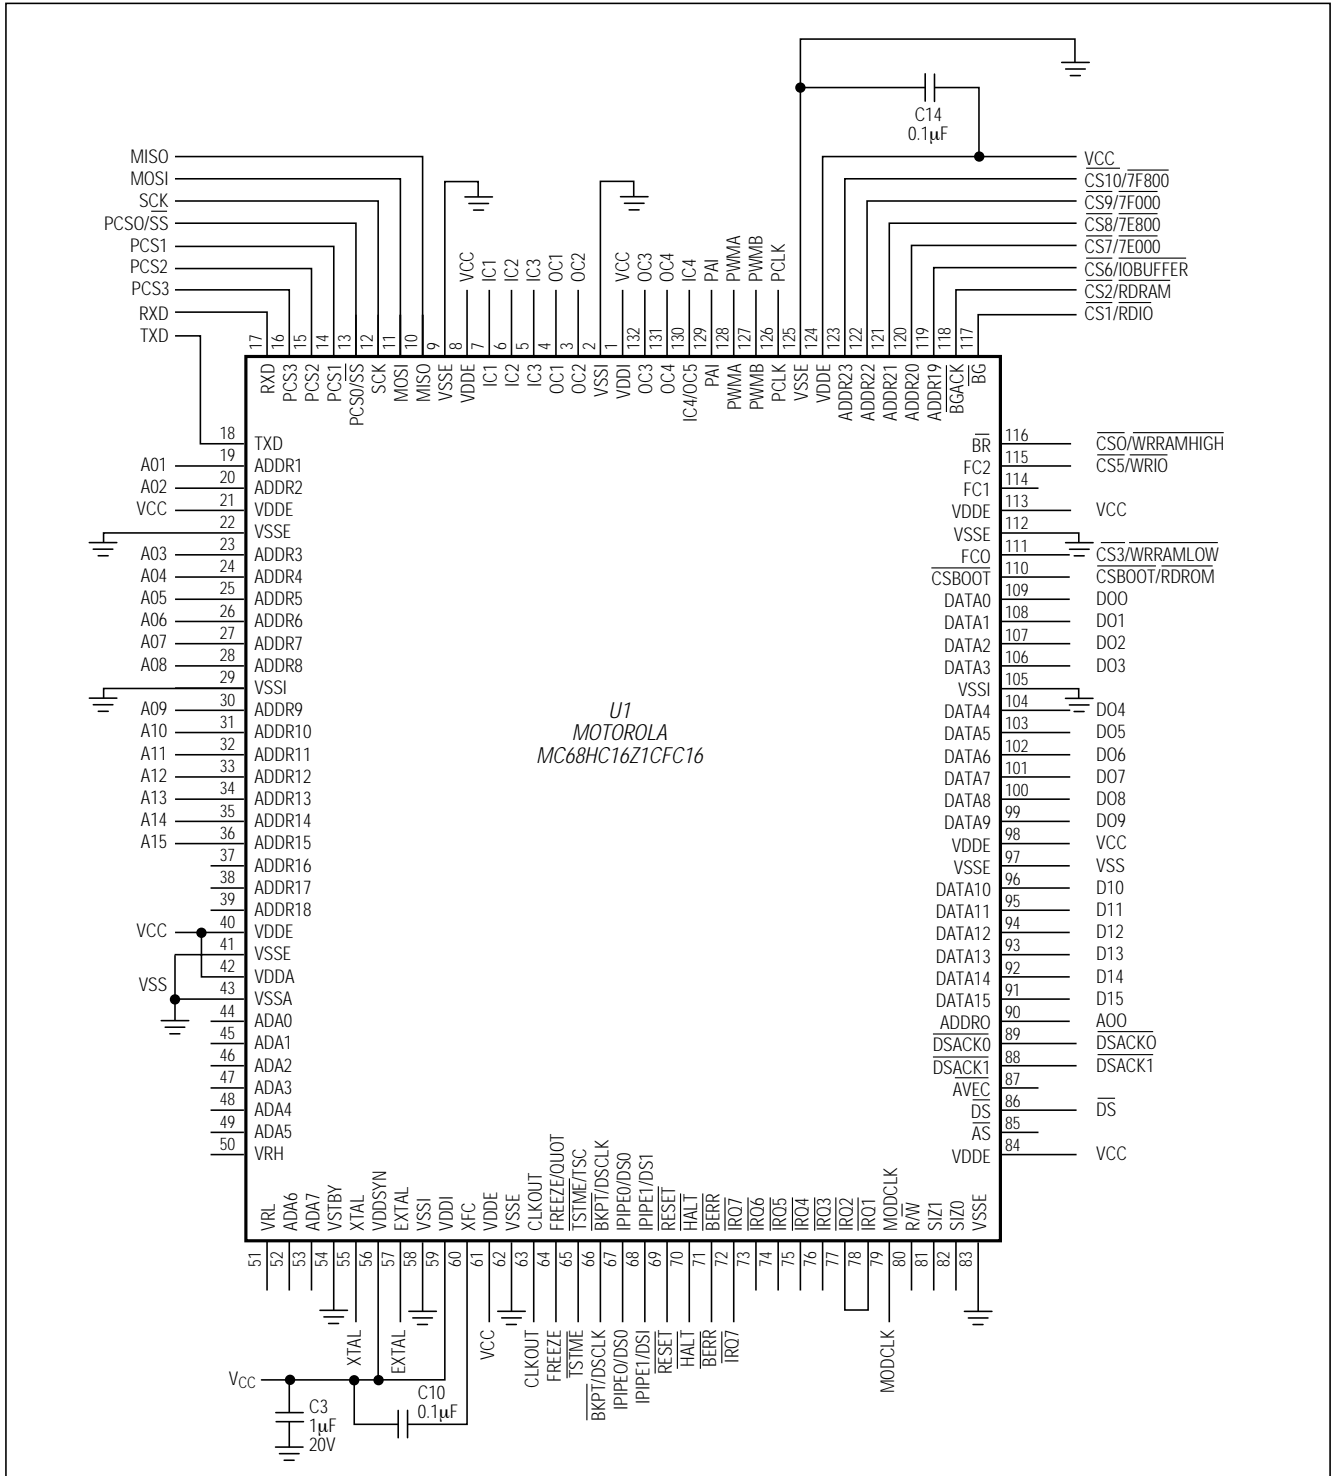 C14
0.1μF
MISO
MOSI
SCK
PCSO/SS
PCS1
PCS2
PCS3
RXD
TXD
VCC
IC1
IC2
IC3
OC1
OC2
VCC
OC3
OC4
IC4
PAI
PWMA
PWMB
PCLK
VCC
CS10/7F800
CS9/7F000
CS8/7E800
CS7/7E000
CS6/IOBUFFER
CS2/RDRAM
CS1/RDIO
17 16 15 14 13 12 11 10 9 8 7 6 5 4 3 2 1 132 131 130 129 128 127 126 125 124 123 122 121 120 119 118 117
RXD
PCS3
PCS2
PCS1
PCS0/SS
SCK
MOSI
MISO
VSSE
VDDE
IC1
IC2
IC3
OC1
OC2
VSSI
VDDI
OC3
OC4
IC4/OC5
PAI
PWMA
PWMB
PCLK
VSSE
VDDE
ADDR23
ADDR22
ADDR21
ADDR20
ADDR19
BGACK
BG
18 TXD
A01 19 ADDR1
A02 20 ADDR2
VCC 21 VDDE
22 VSSE
A03 23 ADDR3
A04 24 ADDR4
A05 25 ADDR5
A06 26 ADDR6
A07 27 ADDR7
A08 28 ADDR8
29 VSSI
A09 30 ADDR9
A10 31 ADDR10
A11 32 ADDR11
A12 33 ADDR12
A13 34 ADDR13
A14 35 ADDR14
A15 36 ADDR15
37 ADDR16
38 ADDR17
39 ADDR18
VCC 40 VDDE
41 VSSE
42 VDDA
VSS 43 VSSA
44 ADA0
45 ADA1
46 ADA2
47 ADA3
48 ADA4
49 ADA5
50 VRH
U1
MOTOROLA
MC68HC16Z1CFC16
BR 116 CSO/WRRAMHIGH
FC2 115 CS5/WRIO
FC1 114
VDDE 113 VCC
VSSE 112
FCO 111 CS3/WRRAMLOW
CSBOOT 110 CSBOOT/RDROM
DATA0 109 DOO
DATA1 108 DO1
DATA2 107 DO2
DATA3 106 DO3
VSSI 105
DATA4 104 DO4
DATA5 103 DO5
DATA6 102 DO6
DATA7 101 DO7
DATA8 100 DO8
DATA9 99 DO9
VDDE 98 VCC
VSSE 97 VSS
DATA10 96 D10
DATA11 95 D11
DATA12 94 D12
DATA13 93 D13
DATA14 92 D14
DATA15 91 D15
ADDRO 90 AOO
DSACK0 89 DSACKO
DSACK1 88 DSACK1
AVEC 87
DS 86 DS
AS 85
VDDE 84 VCC
VRL
ADA6
ADA7
VSTBY
XTAL
VDDSYN
EXTAL
VSSI
VDDI
XFC
VDDE
VSSE
CLKOUT
FREEZE/QUOT
TSTME/TSC
BKPT/DSCLK
IPIPE0/DS0
IPIPE1/DS1
RESET
HALT
BERR
IRQ7
IRQ6
IRQ5
IRQ4
IRQ3
IRQ2
IRQ1
MODCLK
R/W
SIZ1
SIZ0
VSSE
51 52 53 54 55 56 57 58 59 60 61 62 63 64 65 66 67 68 69 70 71 72 73 74 75 76 77 78 79 80 81 82 83
XTAL
EXTAL
VCC
CLKOUT
FREEZE
TSTME
BKPT/DSCLK
IPIPEO/DS0
IPIPE1/DSI
RESET
HALT
BERR
IRQ7
MODCLK
VCC
C3
1μF
20V
C10
0.1μF